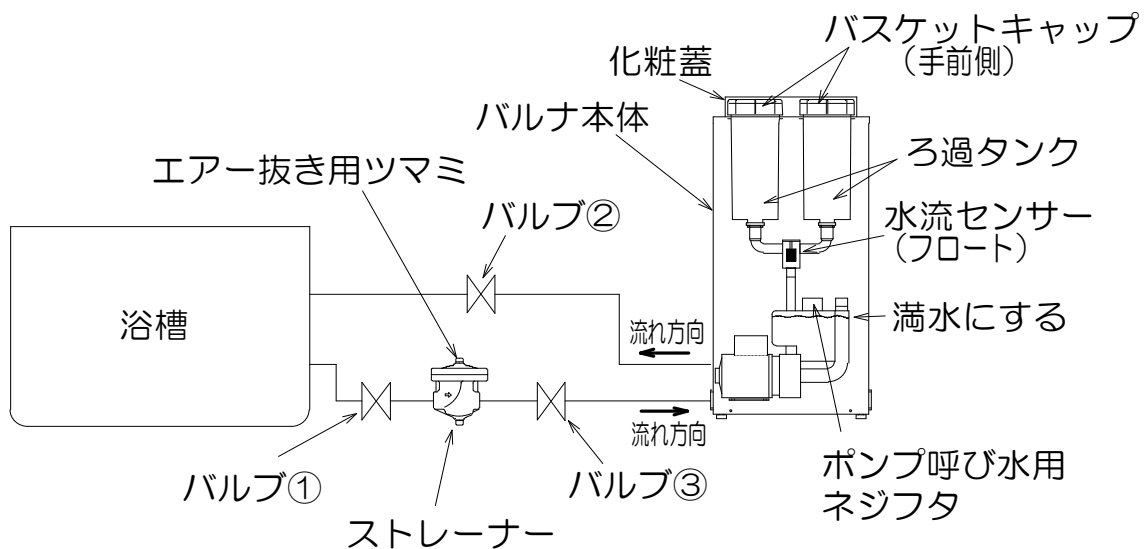 バスケットキャップ
（手前側）
化粧蓋
バルナ本体
エアー抜き用ツマミ
ろ過タンク
バルブ②
水流センサー
（フロート）
浴槽
満水にする
流れ方向
流れ方向
バルブ①
バルブ③
ポンプ呼び水用
ネジフタ
ストレーナー